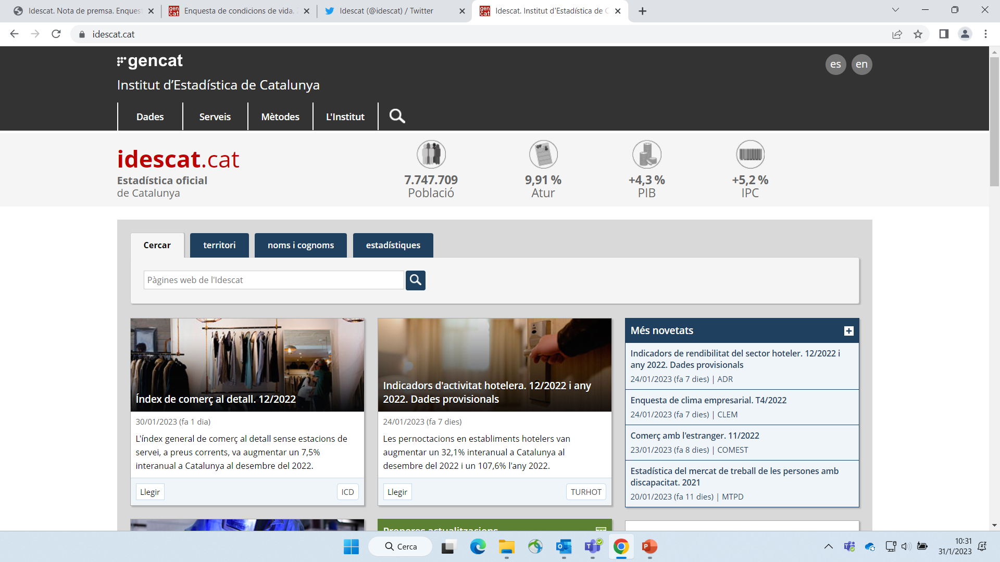 Idescat. Nota de premsa. Enques
Enquesta de condicions de vida.
Idescat (@idescat) / Twitter
Idescat. Institut d'Estadística de C
idescat.cat
gencat
es
en
Institut d’Estadística de Catalunya
Dades
Serveis
Mètodes
L'Institut
idescat.cat
Estadística oficial
de Catalunya
7.747.709
Població
9,91 %
Atur
+4,3 %
PIB
+5,2 %
IPC
Cercar
territori
noms i cognoms
estadístiques
Pàgines web de l'Idescat
Índex de comerç al detall. 12/2022
30/01/2023 (fa 1 dia)
L'índex general de comerç al detall sense estacions de
servei, a preus corrents, va augmentar un 7,5%
interanual a Catalunya al desembre del 2022.
Llegir
ICD
Indicadors d'activitat hotelera. 12/2022 i any
2022. Dades provisionals
24/01/2023 (fa 7 dies)
Les pernoctacions en establiments hotelers van
augmentar un 32,1% interanual a Catalunya al
desembre del 2022 i un 107,6% l'any 2022.
Llegir
TURHOT
Més novetats
Indicadors de rendibilitat del sector hoteler. 12/2022 i
any 2022. Dades provisionals
24/01/2023 (fa 7 dies) | ADR
Enquesta de clima empresarial. T4/2022
24/01/2023 (fa 7 dies) | CLEM
Comerç amb l'estranger. 11/2022
23/01/2023 (fa 8 dies) | COMEST
Estadística del mercat de treball de les persones amb
discapacitat. 2021
20/01/2023 (fa 11 dies) | MTPD
Properes actualitzacions
Cerca
10:31
31/1/2023